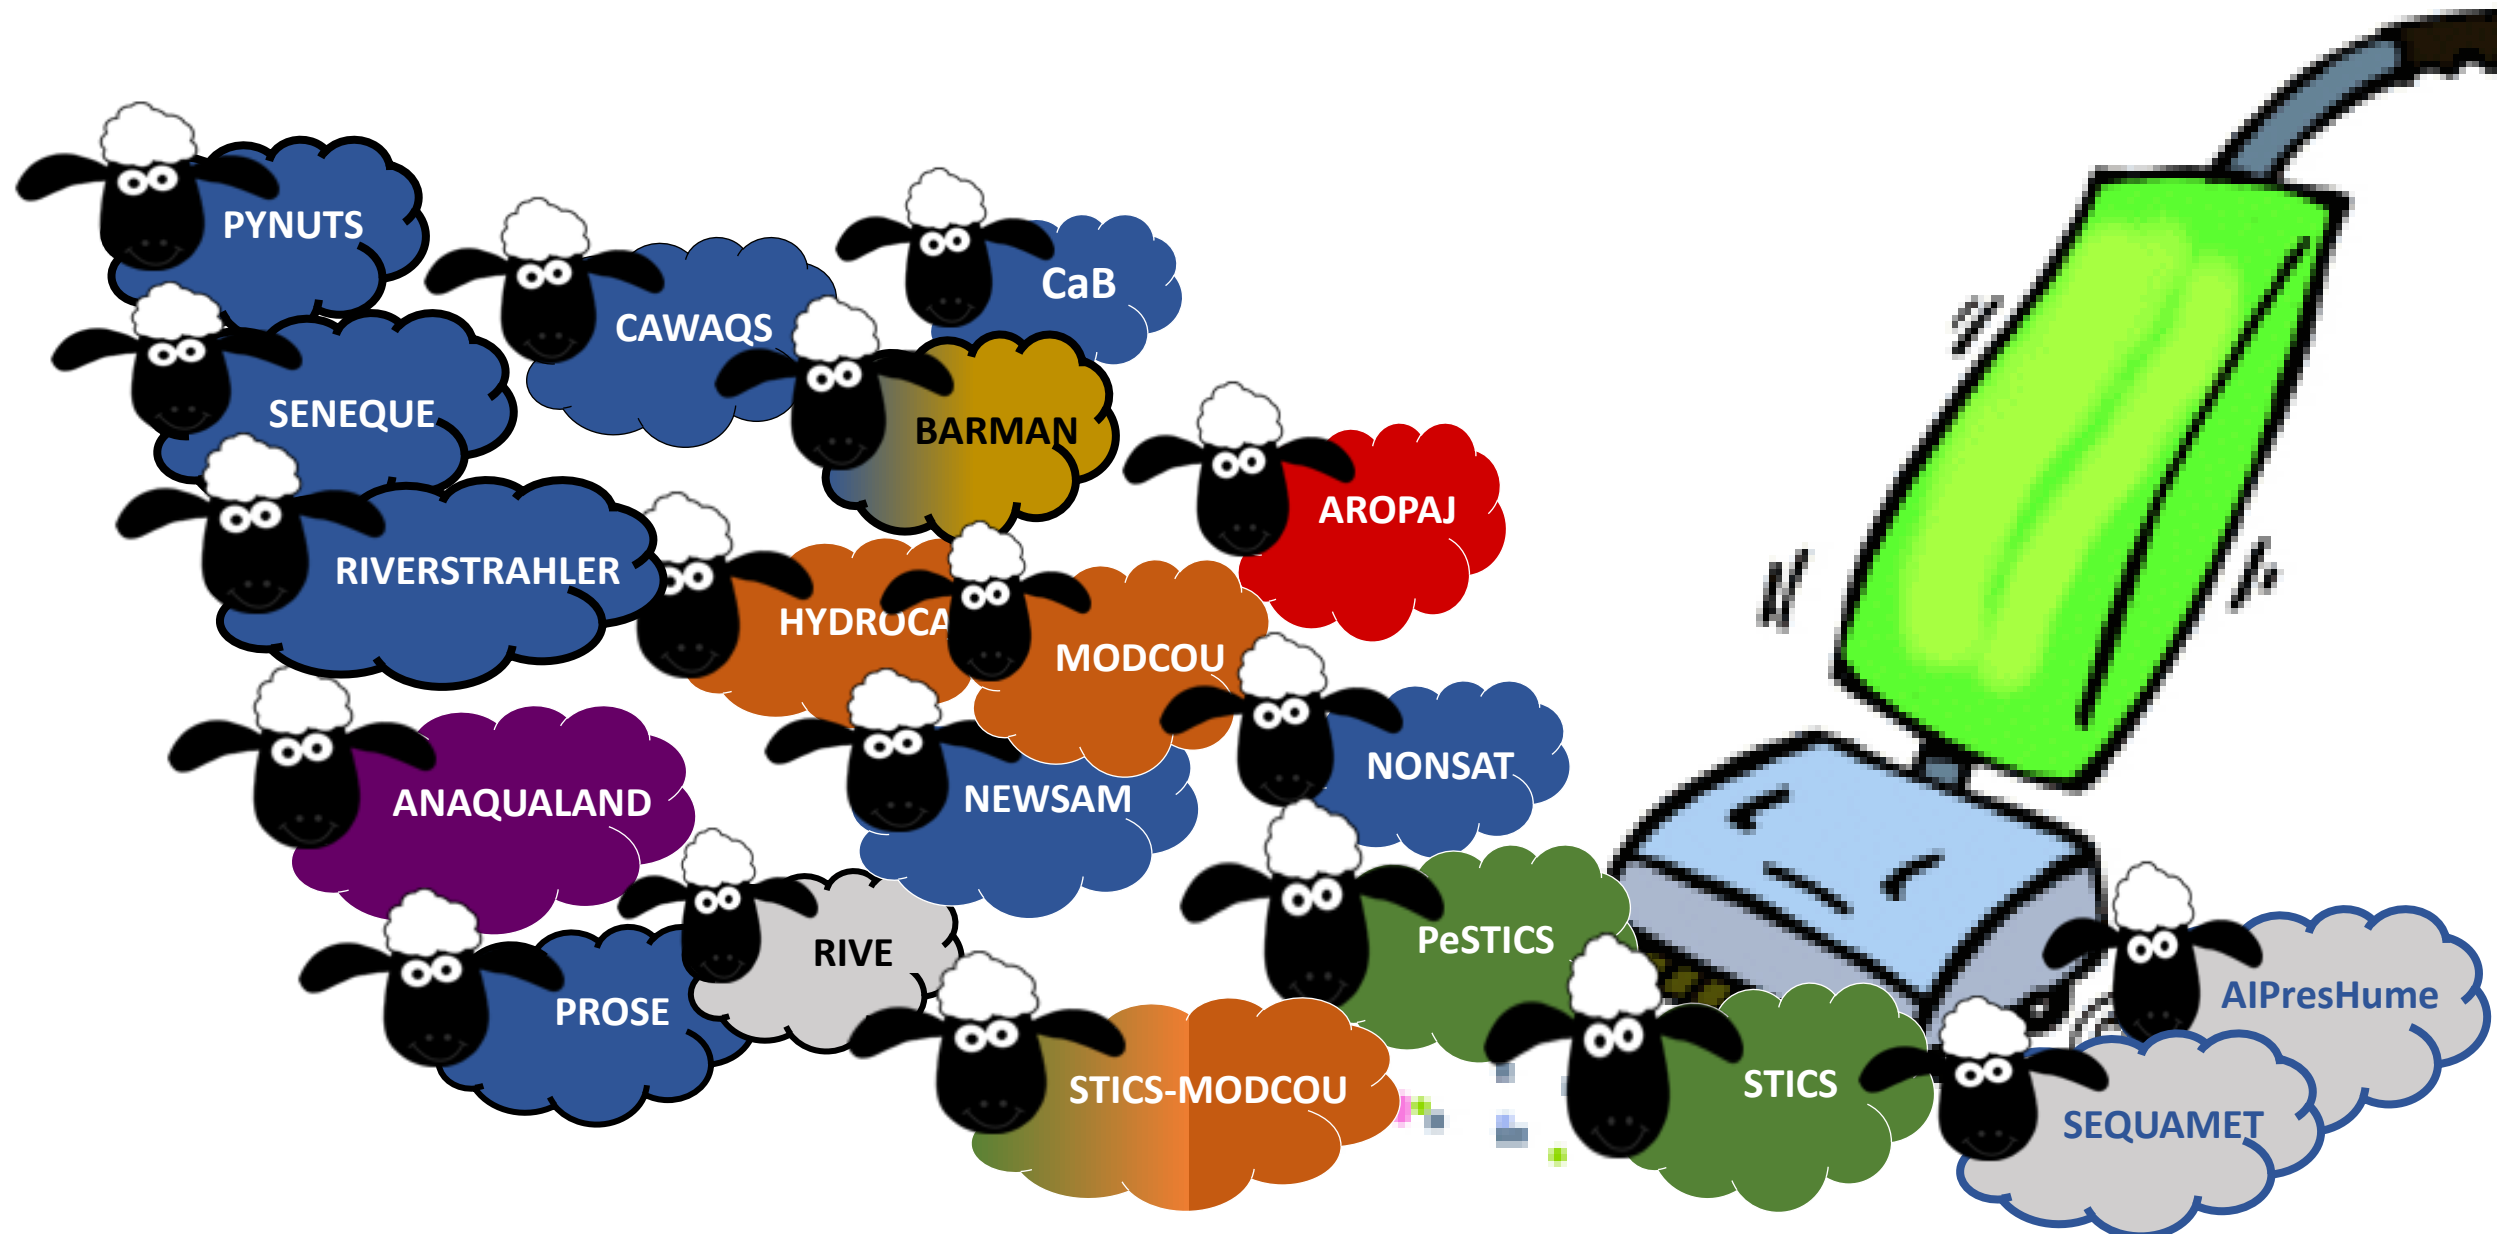 PYNUTS
CaB
CAWAQS
SENEQUE
BARMAN
AROPAJ
RIVERSTRAHLER
HYDROCA
MODCOU
NONSAT
ANAQUALAND
NEWSAM
PeSTICS
RIVE
AIPresHume
PROSE
STICS-MODCOU
STICS
SEQUAMET